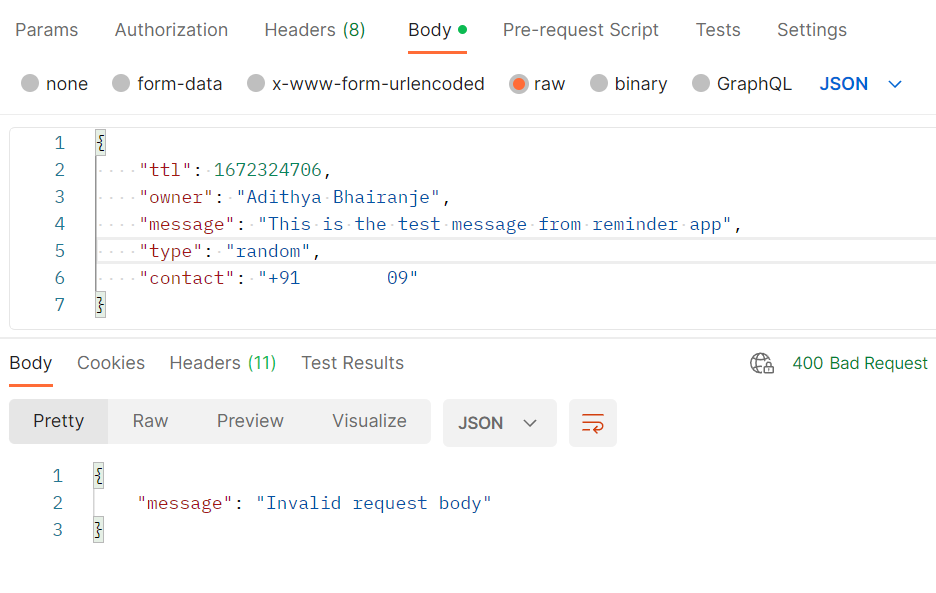 Params Authorization Headers (8) Body Pre-request Script Tests Settings
none form-data x-www-form-urlencoded raw binary GraphQL JSON
1 {
2 "ttl": 1672324706,
3 "owner": "Adithya Bhairanje",
4 "message": "This is the test message from reminder app",
5 "type": "random",
6 "contact": "+91 09"
7 }
Body Cookies Headers (11) Test Results 400 Bad Request
Pretty Raw Preview Visualize JSON
1 {
2 "message": "Invalid request body"
3 }